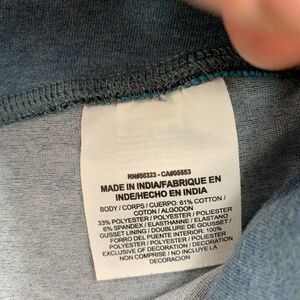 RN#56323 - CA#05553
MADE IN INDIA/FABRIQUE EN
INDE/HECHO EN INDIA
BODY / CORPS / CUERPO: 61% COTTON /
COTON / ALGODON
33% POLYESTER / POLYESTER / POLIESTER
6% SPANDEX / ELASTHANNE / ELASTANO
GUSSET LINING / DOUBLURE DE GOUSSET /
FORRO DEL PUENTE INTERIOR: 100%
POLYESTER / POLYESTER / POLIESTER
EXCLUSIVE OF DECORATION / DECORATION
NON COMPRISE / NO INCLUYE LA
DECORACION